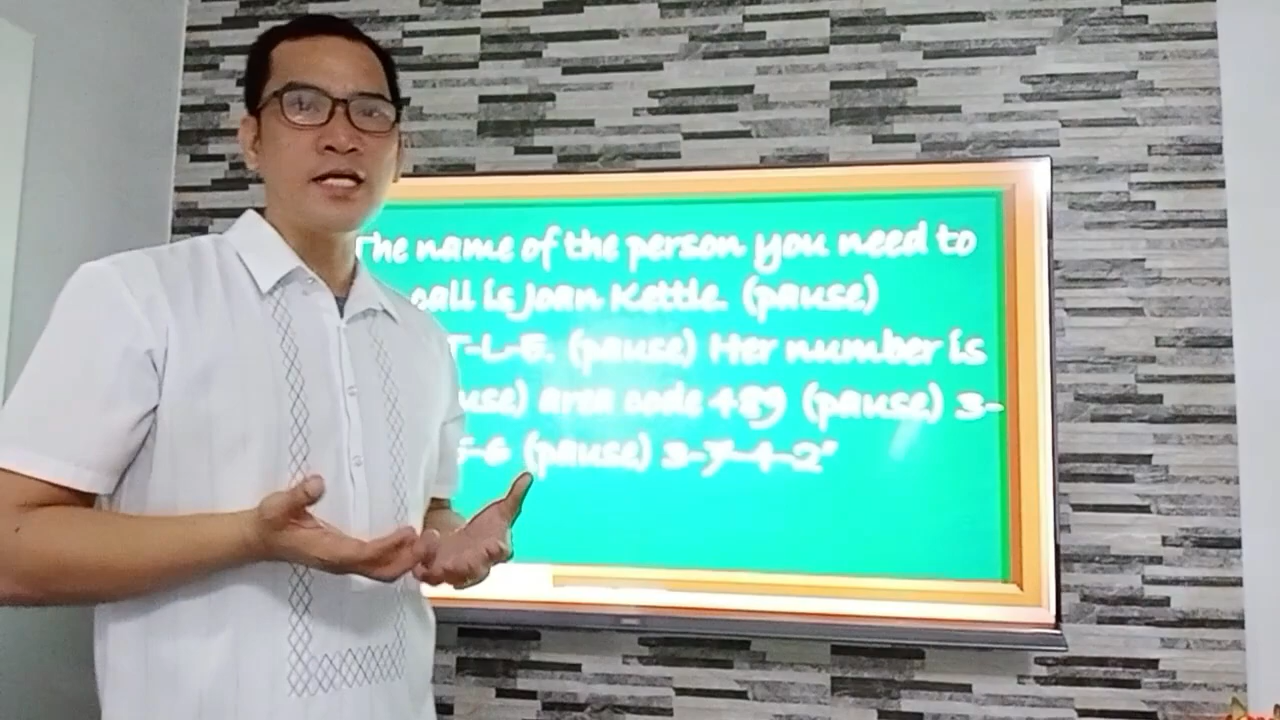 The name of the person you need to
call is Joan Kettle. (pause)
T-L-E. (pause) Her number is
use) area code 489 (pause) 3-
5-6 (pause) 3-7-4-2"